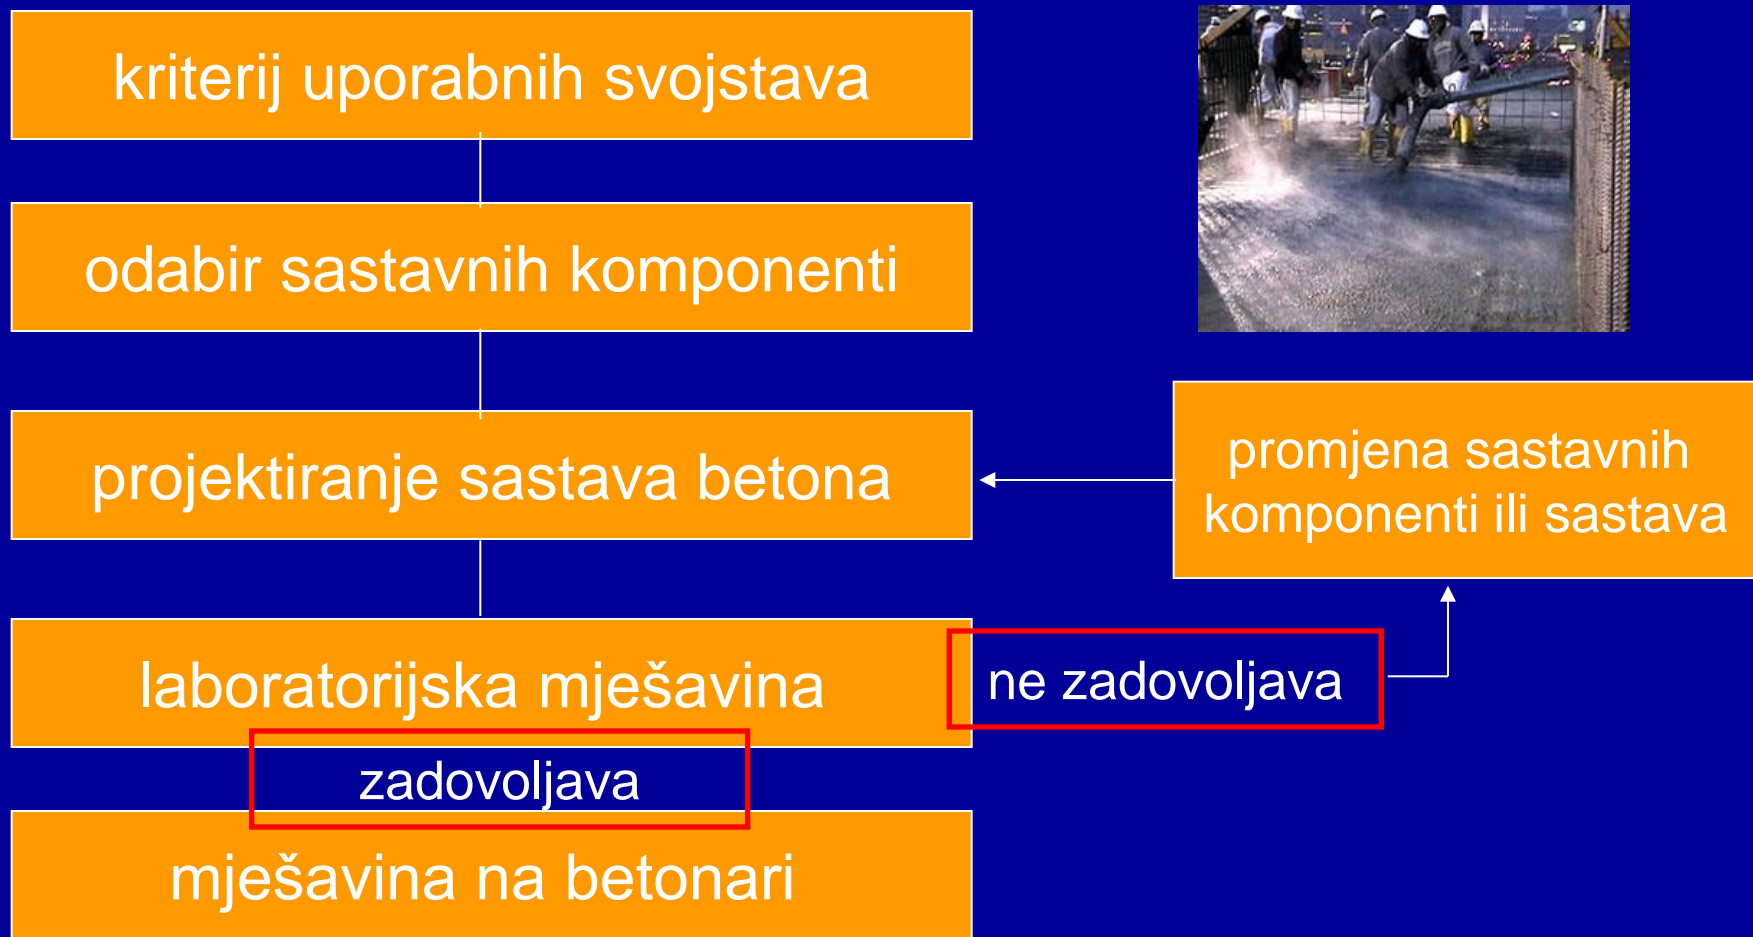 kriterij uporabnih svojstava
odabir sastavnih komponenti
projektiranje sastava betona
promjena sastavnih
komponenti ili sastava
laboratorijska mješavina
ne zadovoljava
zadovoljava
mješavina na betonari